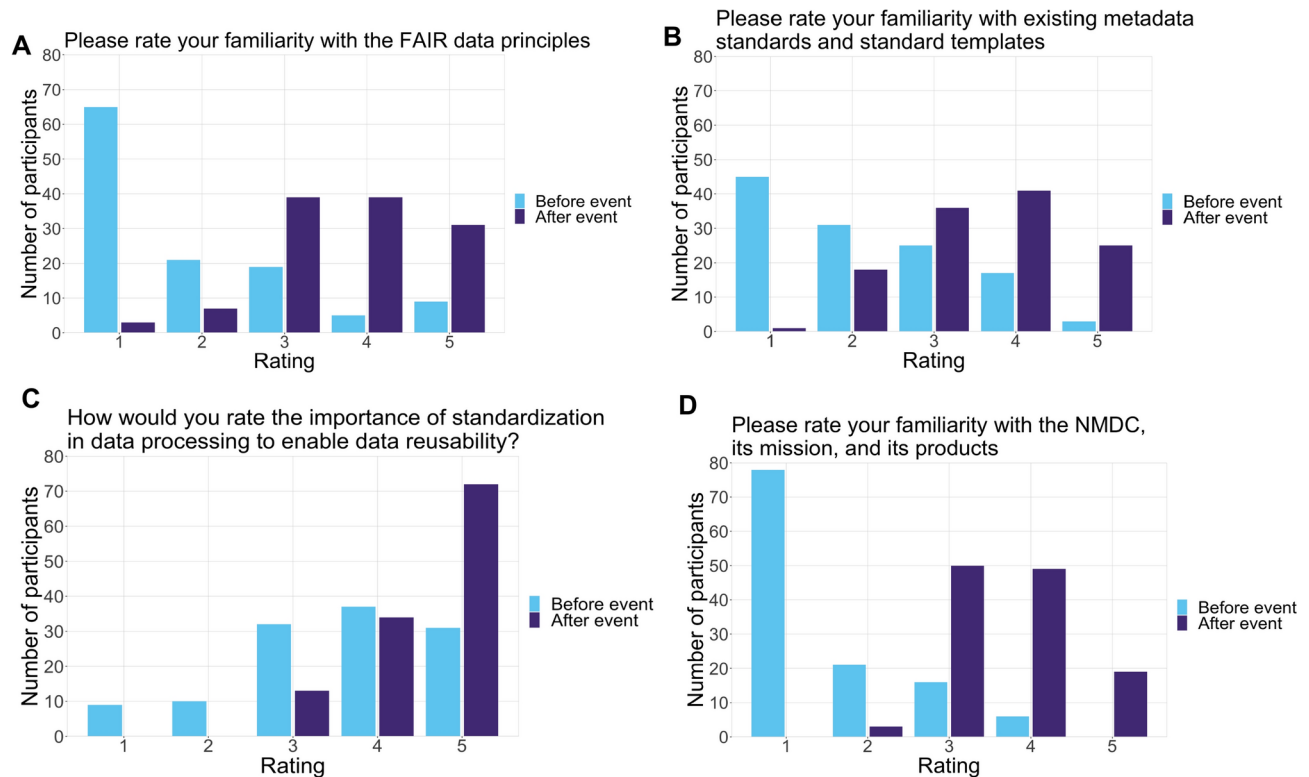 A
Please rate your familiarity with the FAIR data principles
Number of participants
80
70
60
50
40
30
20
10
0
1 2 3 4 5
Rating
Before event
After event
B
Please rate your familiarity with existing metadata
standards and standard templates
Number of participants
80
70
60
50
40
30
20
10
0
1 2 3 4 5
Rating
Before event
After event
C
How would you rate the importance of standardization
in data processing to enable data reusability?
Number of participants
80
70
60
50
40
30
20
10
0
1 2 3 4 5
Rating
Before event
After event
D
Please rate your familiarity with the NMDC,
its mission, and its products
Number of participants
80
70
60
50
40
30
20
10
0
1 2 3 4 5
Rating
Before event
After event